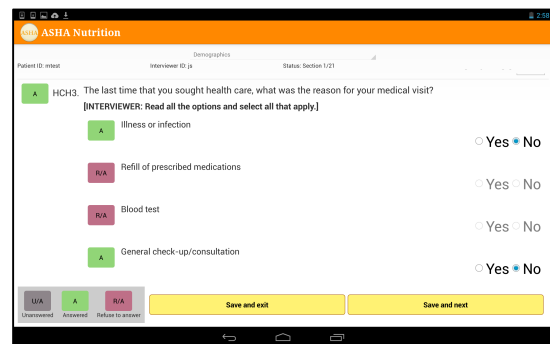 2:58
ASHA ASHA Nutrition
Demographics
Patient ID: mtest Interviewer ID: js Status: Section 1/21
A HCH3. The last time that you sought health care, what was the reason for your medical visit?
[INTERVIEWER: Read all the options and select all that apply.]
A Illness or infection
Yes No
R/A Refill of prescribed medications
Yes No
R/A Blood test
Yes No
A General check-up/consultation
Yes No
U/A A R/A
Unanswered Answered Refuse to answer
Save and exit Save and next